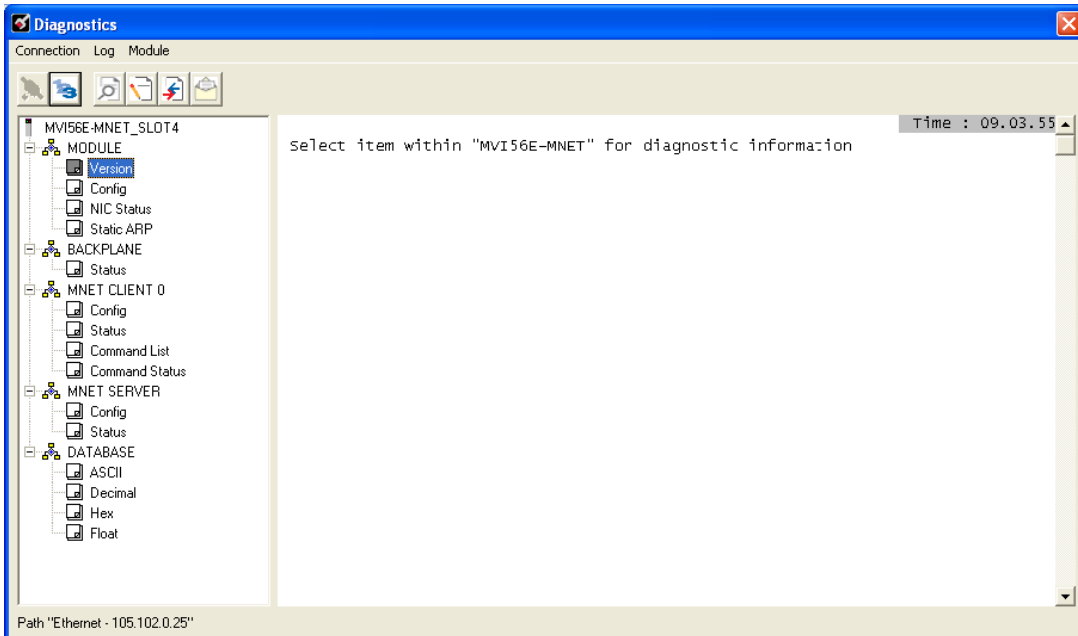 Diagnostics
Connection Log Module
MVI56E-MNET_SLOT4
MODULE
Version
Config
NIC Status
Static ARP
BACKPLANE
Status
MNET CLIENT 0
Config
Status
Command List
Command Status
MNET SERVER
Config
Status
DATABASE
ASCII
Decimal
Hex
Float
Time : 09.03.55
Select item within "MVI56E-MNET" for diagnostic information
Path "Ethernet - 105.102.0.25"